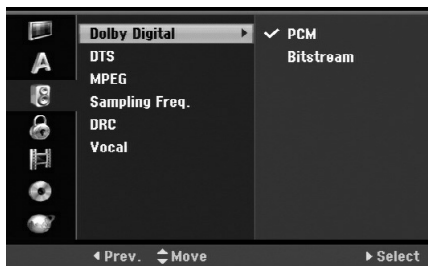 A
Dolby Digital
DTS
MPEG
Sampling Freq.
DRC
Vocal
✓ PCM
Bitstream
Prev. Move Select